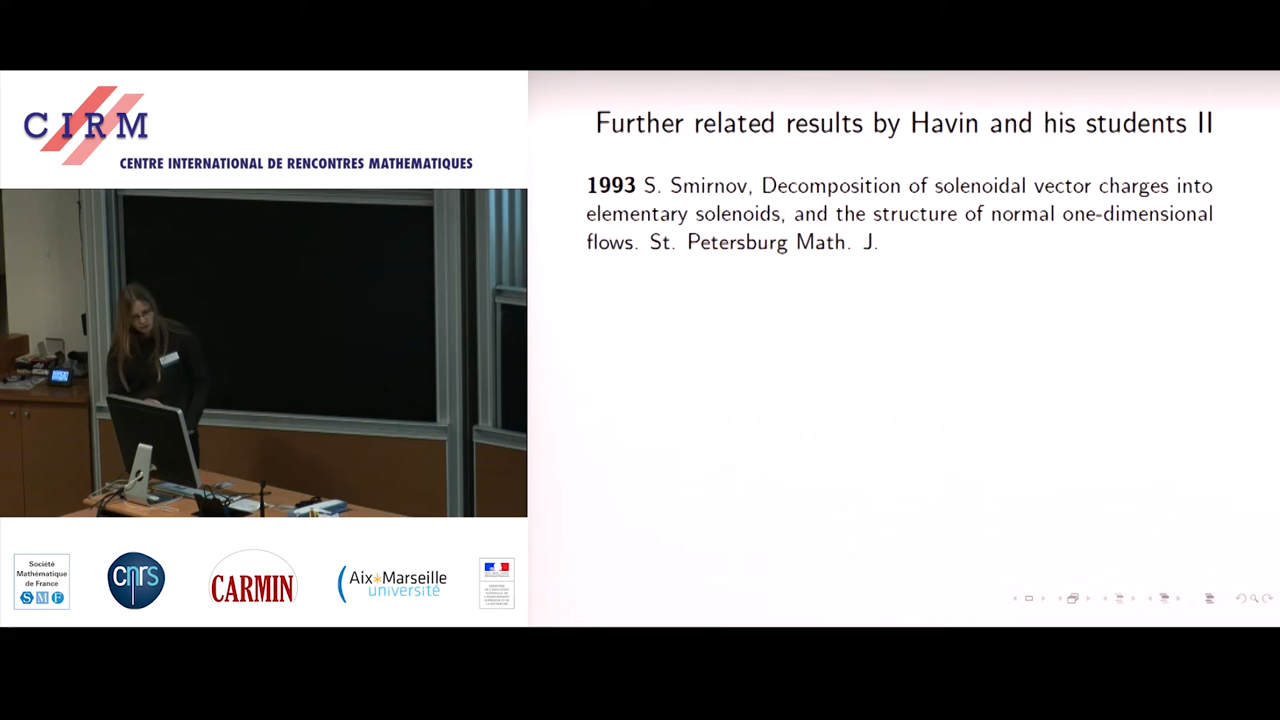 CIRM
CENTRE INTERNATIONAL DE RENCONTRES MATHEMATIQUES
Further related results by Havin and his students II
1993 S. Smirnov, Decomposition of solenoidal vector charges into
elementary solenoids, and the structure of normal one-dimensional
flows. St. Petersburg Math. J.
Société
Mathématique
de France
SMF
cnrs
CARMIN
Aix*Marseille
université